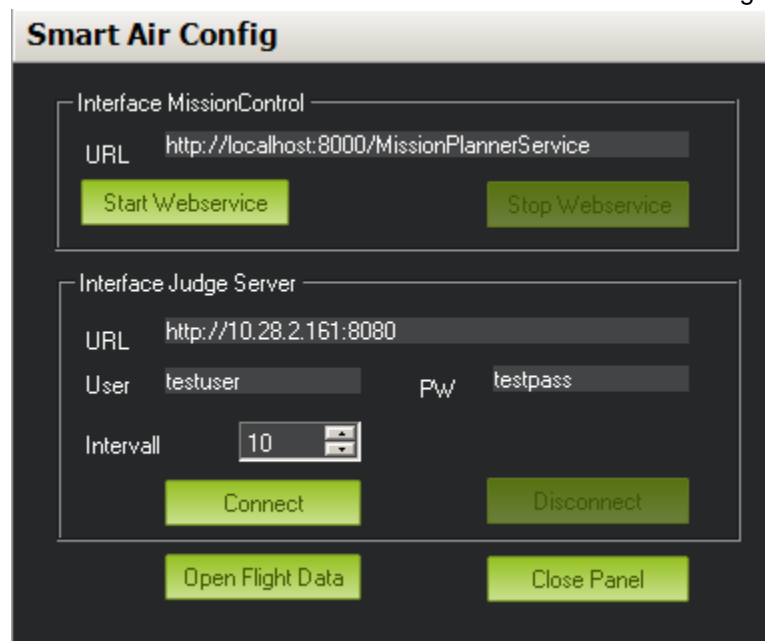 Smart Air Config
Interface MissionControl
URL http://localhost:8000/MissionPlannerService
Start Webservice Stop Webservice
Interface Judge Server
URL http://10.28.2.161:8080
User testuser PW testpass
Intervall 10
Connect Disconnect
Open Flight Data Close Panel